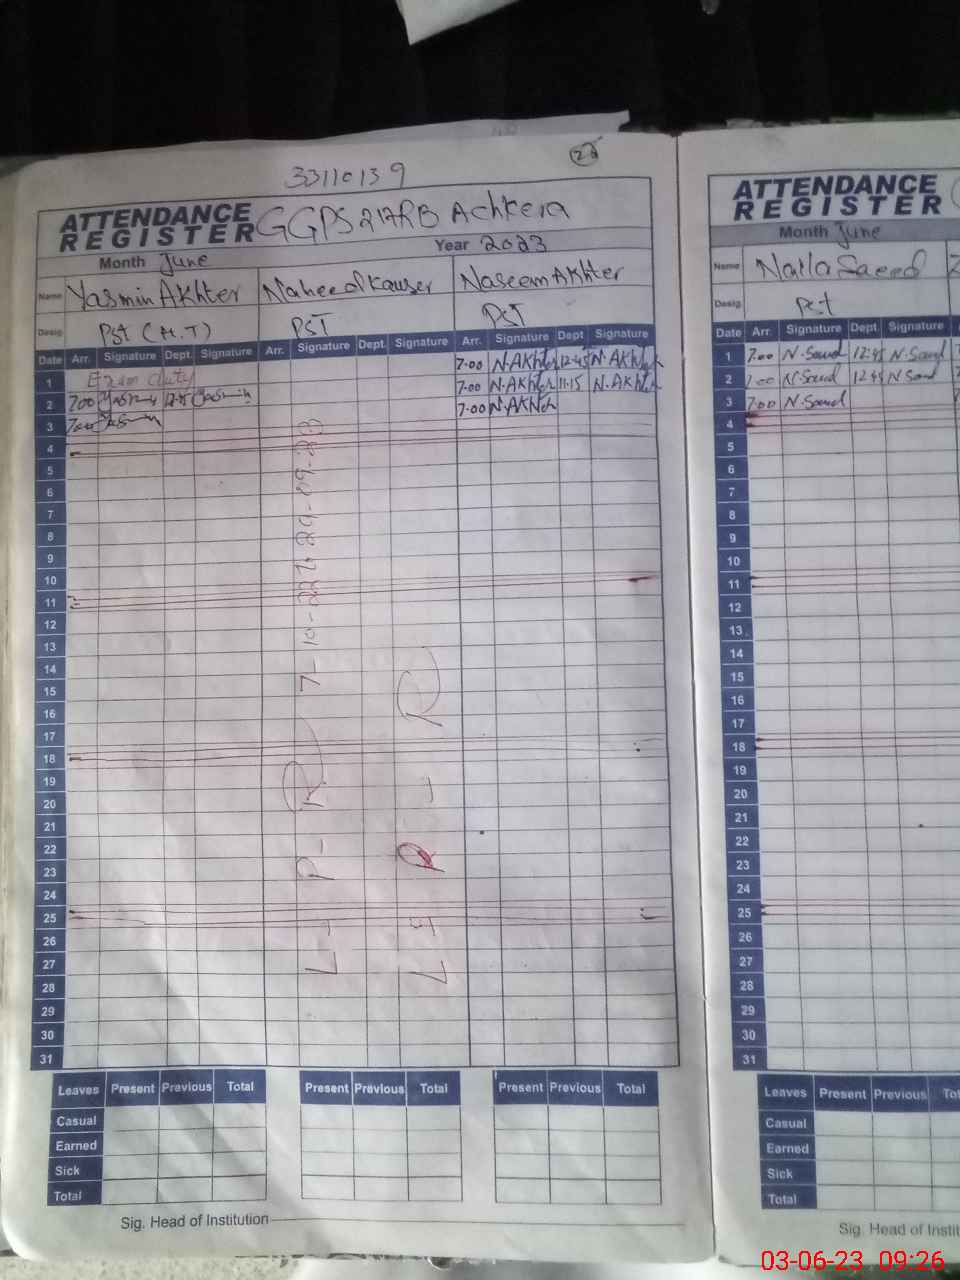 33110139
22
ATTENDANCE REGISTER GGPS 217RB Achkera
Year 2023
Month June
Name Yasmin Akhter Naheed Kauser Naseem Akhter
Desig. Pst (H.T) PST PST
Date Arr. Signature Dept. Signature Arr. Signature Dept. Signature Arr. Signature Dept. Signature
1 Exam duty 7.00 N.AKhter 12:45 N.AKhter
2 7.00 Yasmin 12:45 Yasmin 7.00 N.AKhter 11.15 N.AKhter
3 7.00 Yasmin 7.00 N.AKhter
4
5
6
7
8
9
10
11
12
13
14
15
16
17
18
19
20
21
22
23
24
25
26
27
28
29
30
31
L - P - R 7-10-22
29-09-23
Leaves Present Previous Total Present Previous Total Present Previous Total
Casual
Earned
Sick
Total
Sig. Head of Institution
ATTENDANCE REGISTER
Month June
Name Naila Saeed
Desig. Pst
Date Arr. Signature Dept. Signature
1 7.00 N.Saeed 12:45 N.Saeed
2 7.00 N.Saeed 12:45 N.Saeed
3 7.00 N.Saeed
4
5
6
7
8
9
10
11
12
13
14
15
16
17
18
19
20
21
22
23
24
25
26
27
28
29
30
31
Leaves Present Previous
Casual
Earned
Sick
Total
Sig. Head of
03-06-23 09:26